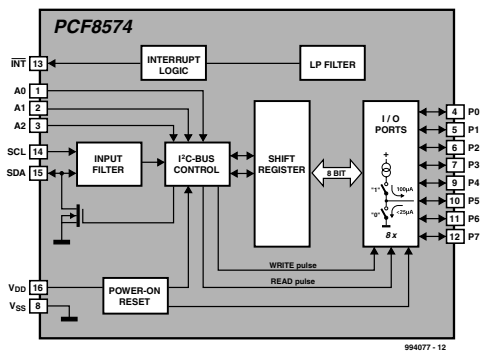 PCF8574
INT 13
INTERRUPT
LOGIC
LP FILTER
A0 1
A1 2
A2 3
SCL 14
SDA 15
INPUT
FILTER
I²C-BUS
CONTROL
SHIFT
REGISTER
8 BIT
I / O
PORTS
+
"1"
100µA
"0"
<25µA
8 x
4 P0
5 P1
6 P2
7 P3
9 P4
10 P5
11 P6
12 P7
WRITE pulse
READ pulse
VDD 16
VSS 8
POWER-ON
RESET
994077 - 12